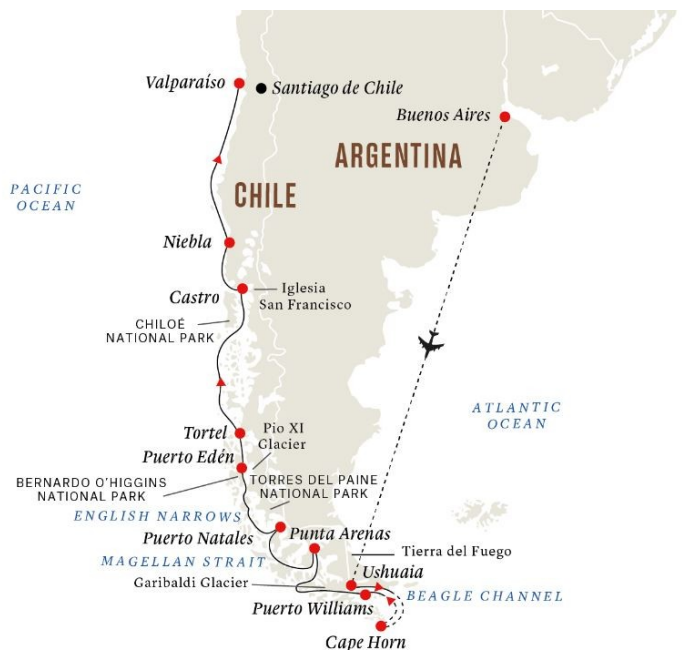 Valparaíso
Santiago de Chile
Buenos Aires
ARGENTINA
PACIFIC
OCEAN
CHILE
Niebla
Castro
Iglesia
San Francisco
CHILOÉ
NATIONAL PARK
ATLANTIC
OCEAN
Tortel
Pio XI
Glacier
Puerto Edén
BERNARDO O'HIGGINS
NATIONAL PARK
TORRES DEL PAINE
NATIONAL PARK
ENGLISH NARROWS
Puerto Natales
Punta Arenas
MAGELLAN STRAIT
Tierra del Fuego
Garibaldi Glacier
Ushuaia
Puerto Williams
BEAGLE CHANNEL
Cape Horn